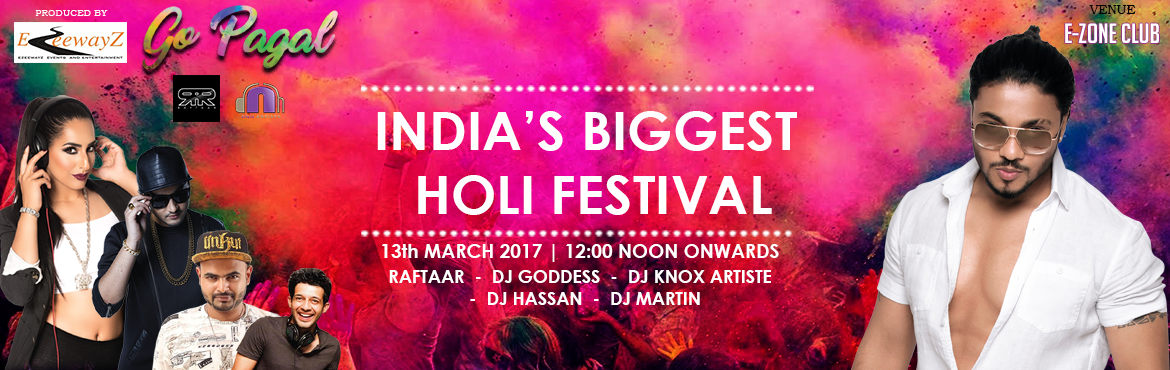 PRODUCED BY
EZeewayZ
EZEEWAYZ EVENTS AND ENTERTAINMENT
Go Pagal
VENUE
E-ZONE CLUB
INDIA'S BIGGEST
HOLI FESTIVAL
13th MARCH 2017 | 12:00 NOON ONWARDS
RAFTAAR - DJ GODDESS - DJ KNOX ARTISTE
- DJ HASSAN - DJ MARTIN